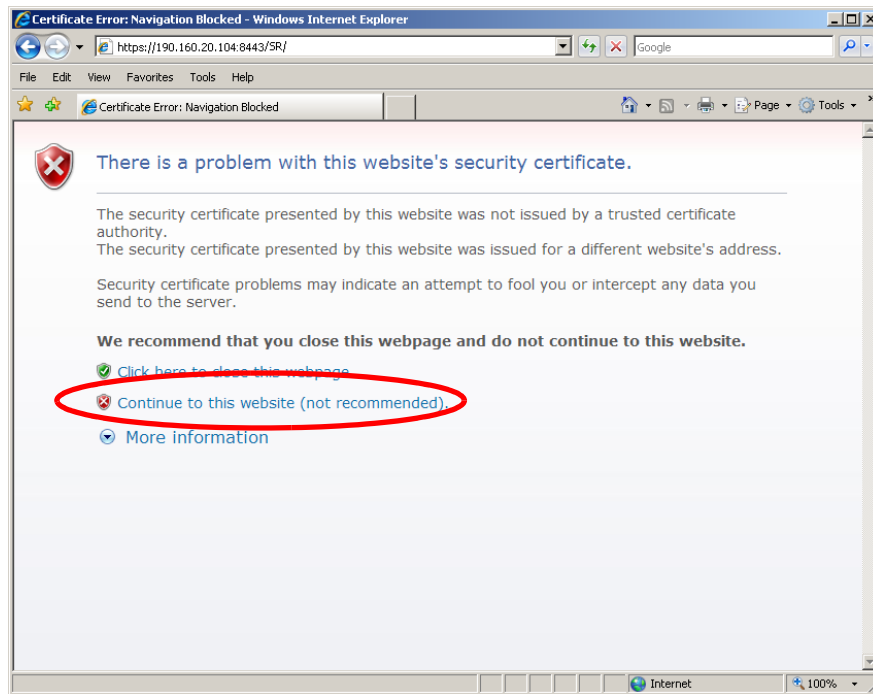 Certificate Error: Navigation Blocked - Windows Internet Explorer
https://190.160.20.104:8443/SR/
Google
File Edit View Favorites Tools Help
Certificate Error: Navigation Blocked
Page Tools »
There is a problem with this website's security certificate.
The security certificate presented by this website was not issued by a trusted certificate
authority.
The security certificate presented by this website was issued for a different website's address.
Security certificate problems may indicate an attempt to fool you or intercept any data you
send to the server.
We recommend that you close this webpage and do not continue to this website.
Click here to close this webpage.
Continue to this website (not recommended).
More information
Internet 100%